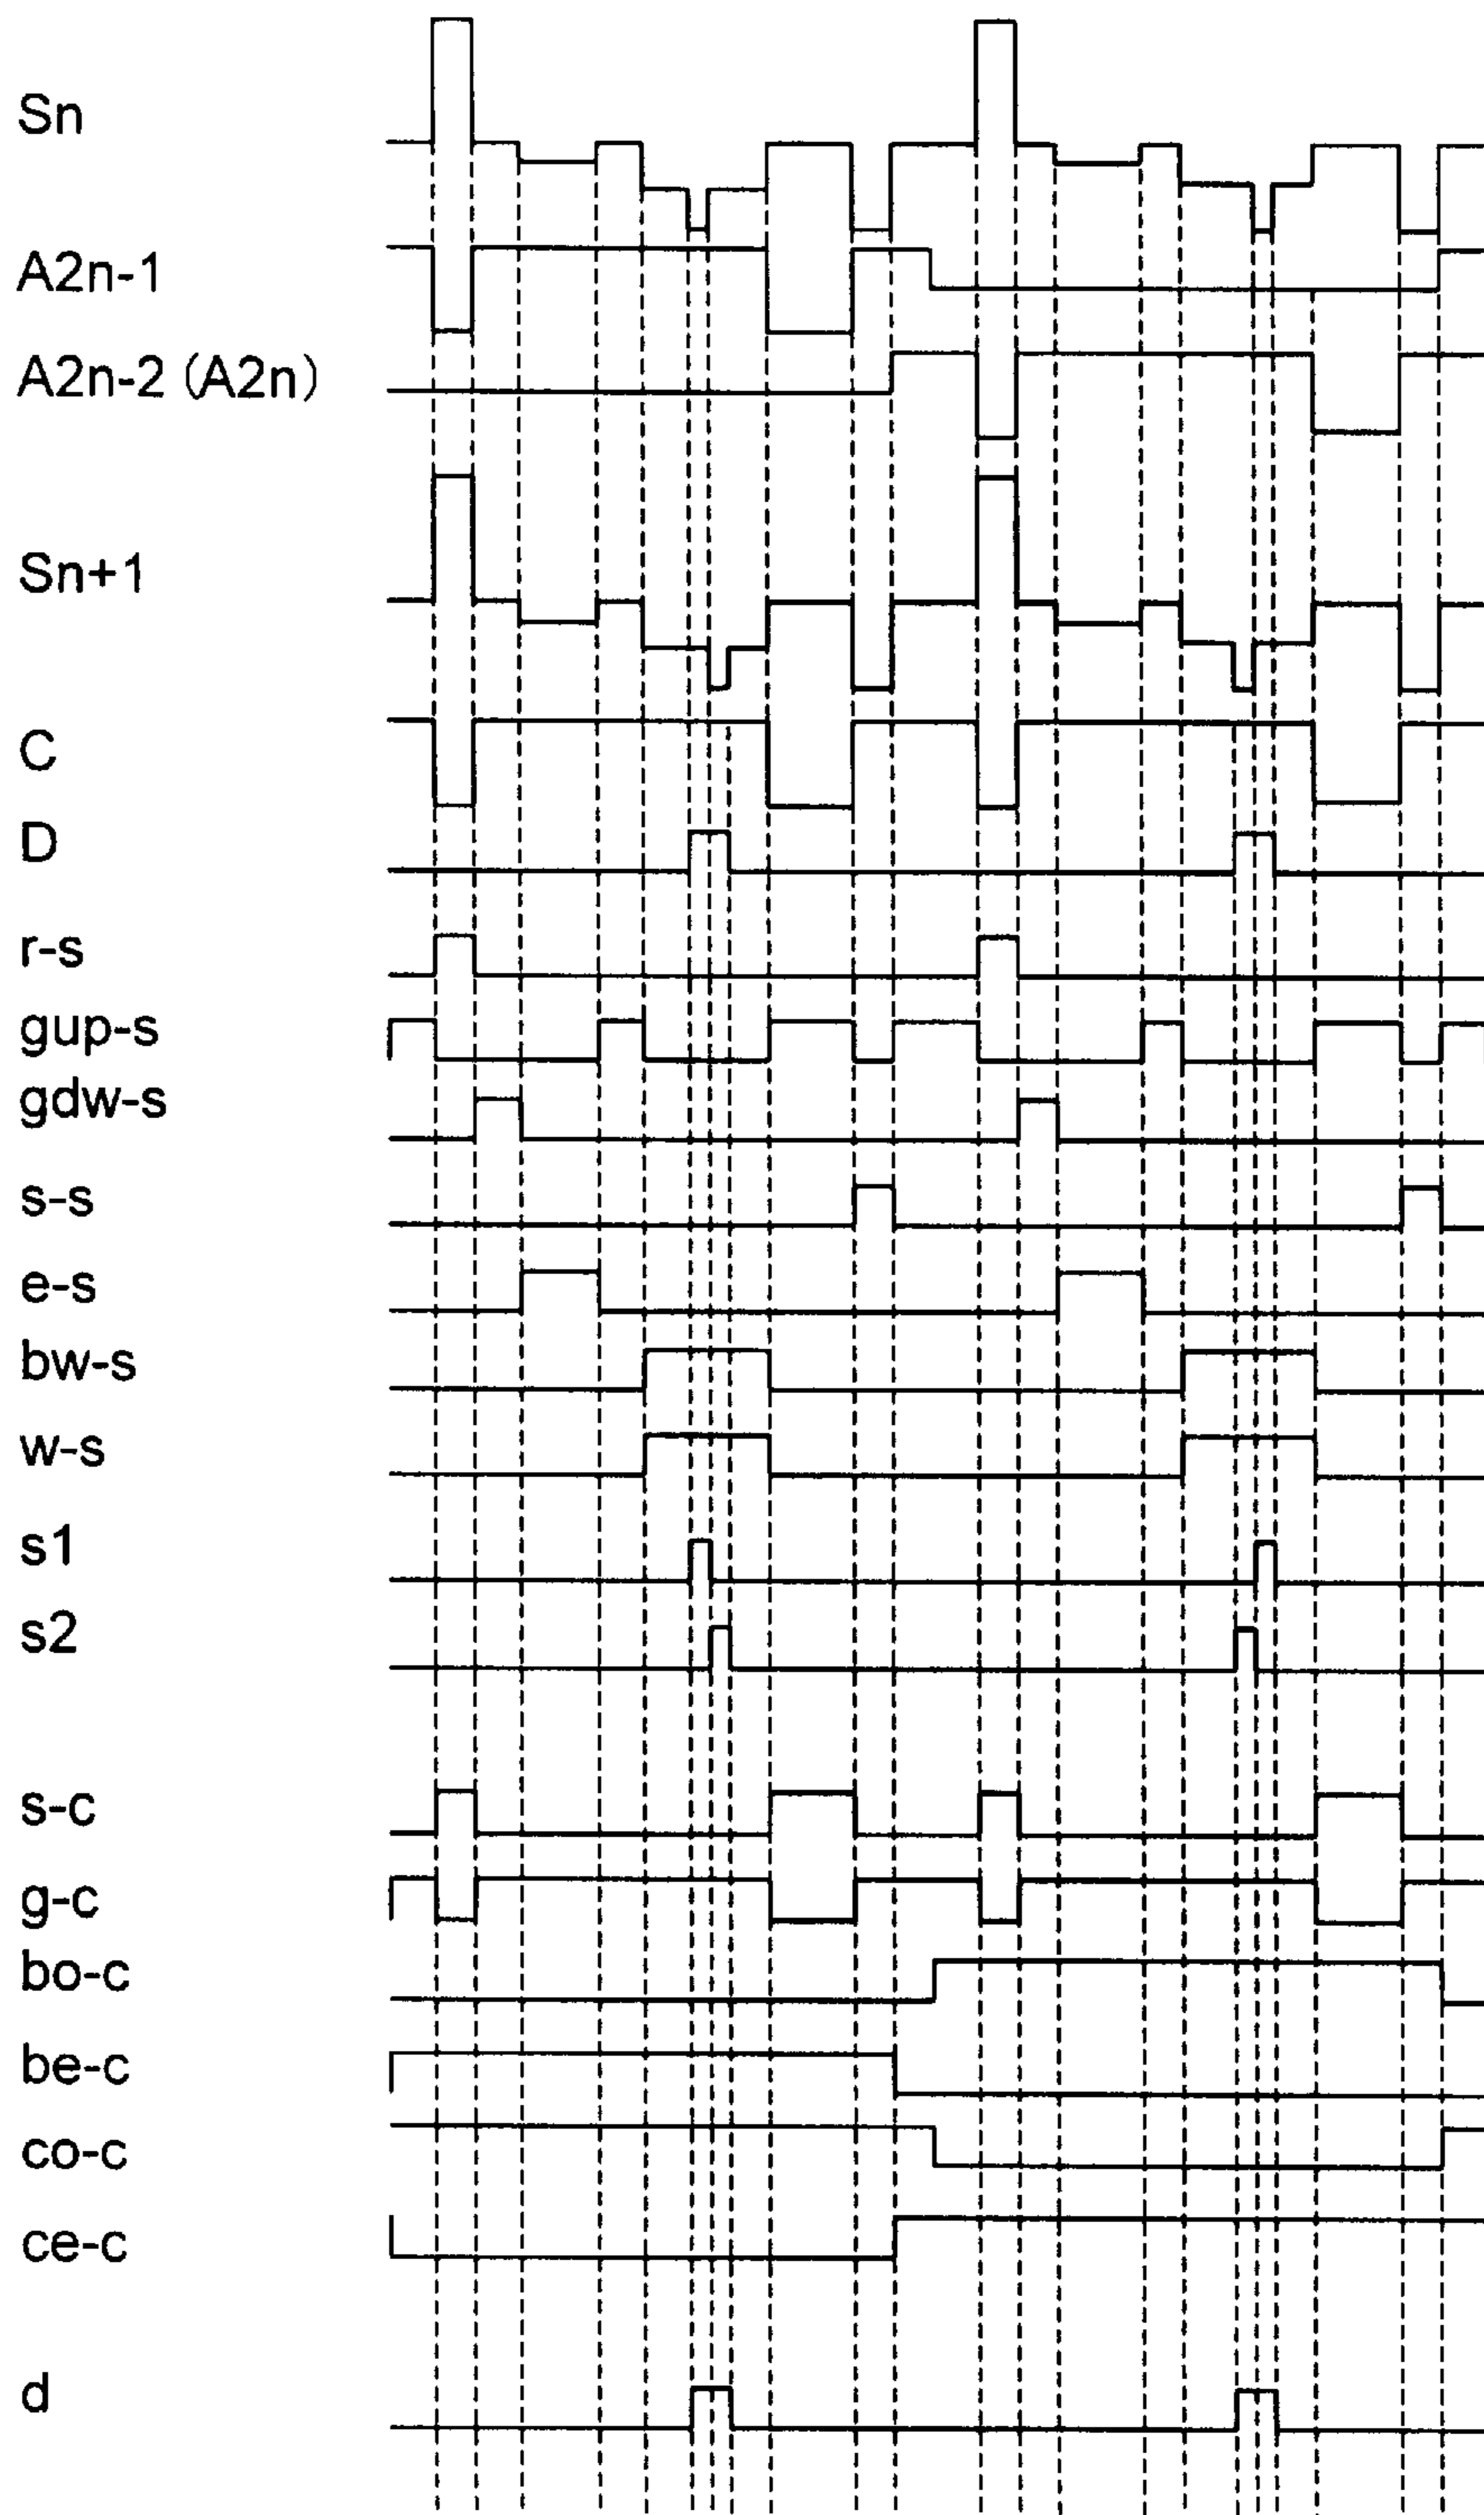 Sn
A2n-1
A2n-2 (A2n)
Sn+1
C
D
r-s
gup-s
gdw-s
s-s
e-s
bw-s
w-s
s1
s2
s-c
g-c
bo-c
be-c
co-c
ce-c
d